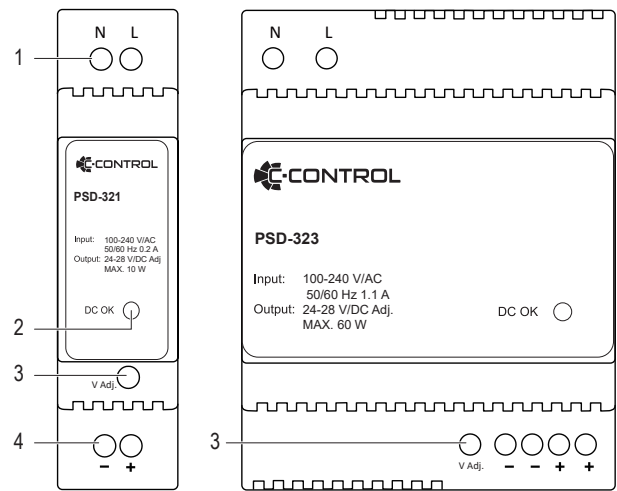 N L
1
C-CONTROL
PSD-321
Input: 100-240 V/AC
50/60 Hz 0.2 A
Output: 24-28 V/DC Adj
MAX. 10 W
DC OK
2
3
V Adj.
4
– +
N L
C-CONTROL
PSD-323
Input: 100-240 V/AC
50/60 Hz 1.1 A
Output: 24-28 V/DC Adj.
MAX. 60 W
DC OK
3
V Adj. – – + +